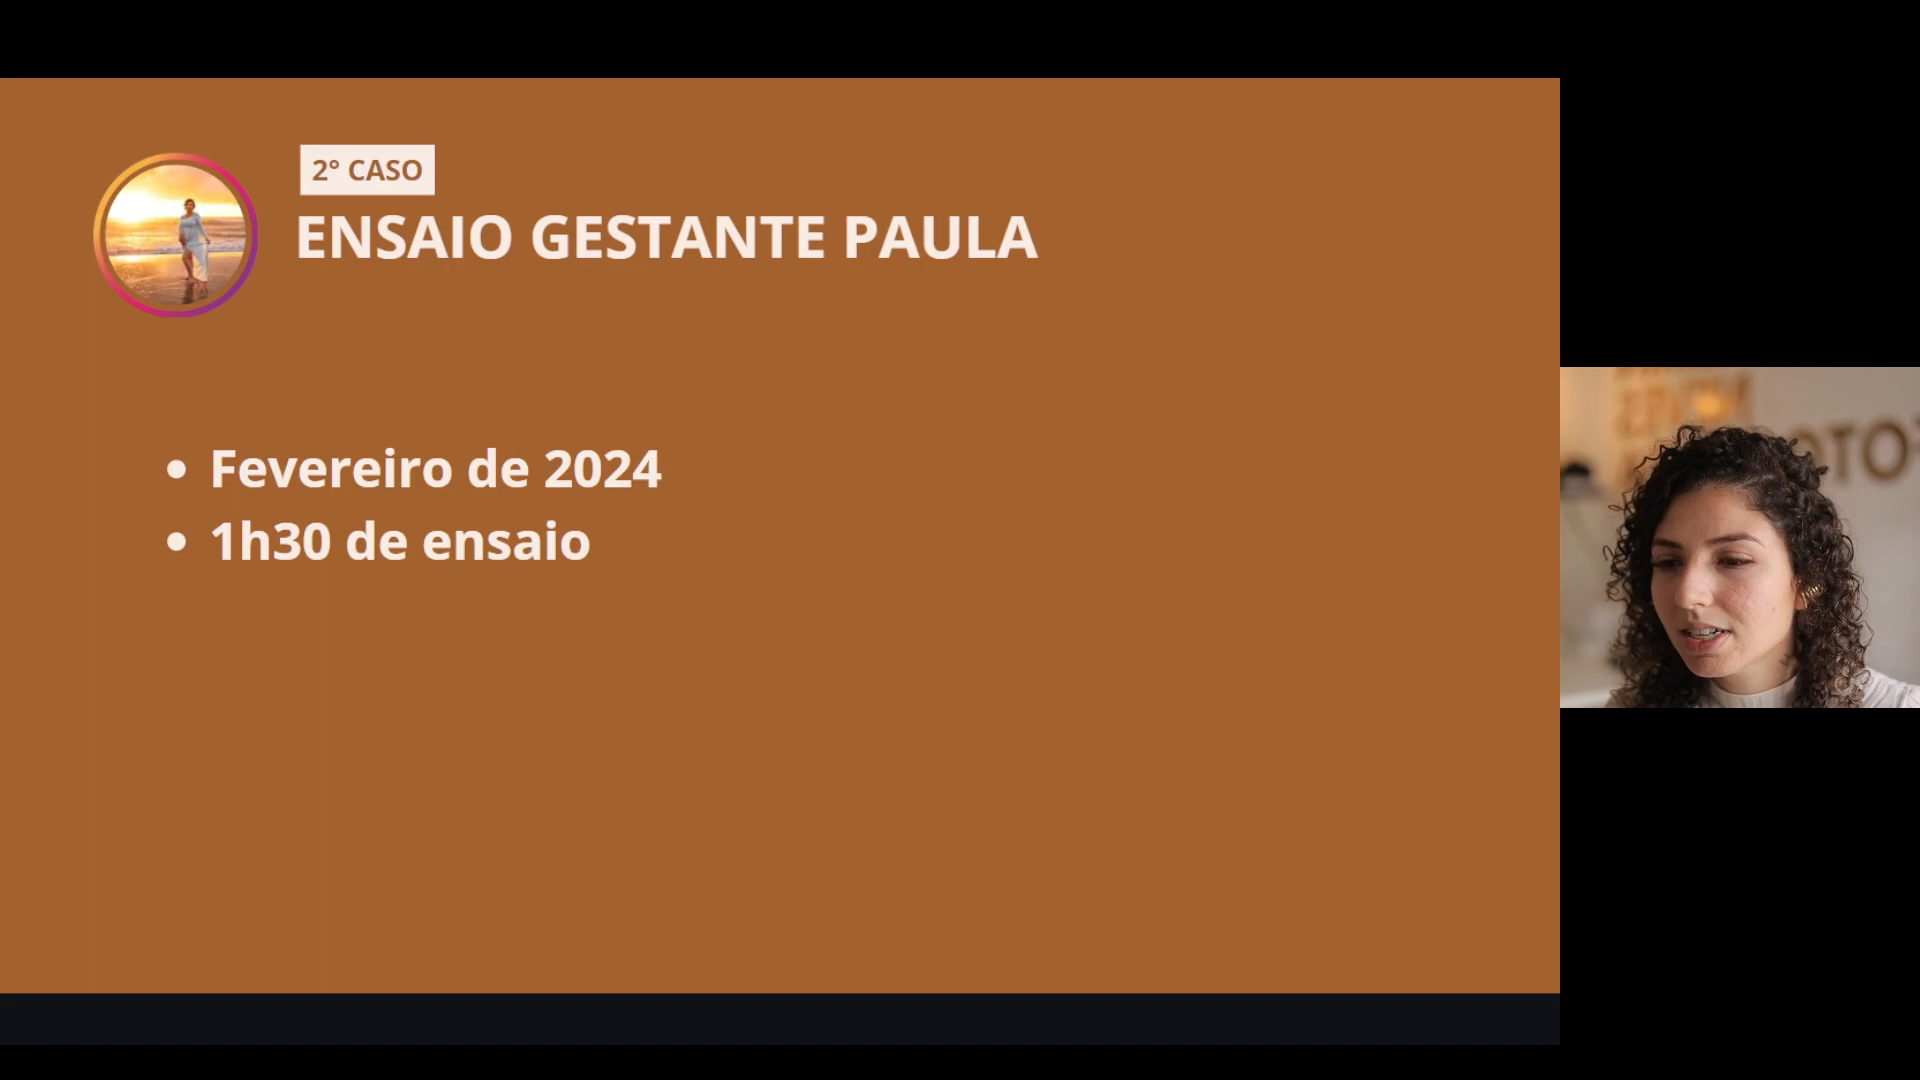 2° CASO
ENSAIO GESTANTE PAULA
• Fevereiro de 2024
• 1h30 de ensaio